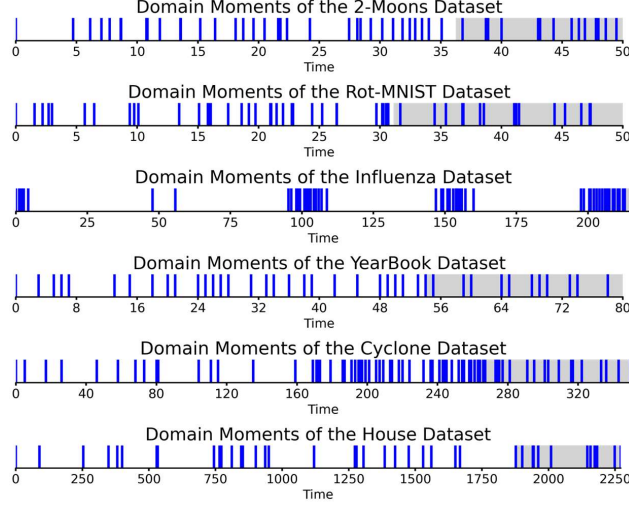 Domain Moments of the 2-Moons Dataset
0 5 10 15 20 25 30 35 40 45 50
Time
Domain Moments of the Rot-MNIST Dataset
0 5 10 15 20 25 30 35 40 45 50
Time
Domain Moments of the Influenza Dataset
0 25 50 75 100 125 150 175 200
Time
Domain Moments of the YearBook Dataset
0 8 16 24 32 40 48 56 64 72 80
Time
Domain Moments of the Cyclone Dataset
0 40 80 120 160 200 240 280 320
Time
Domain Moments of the House Dataset
0 250 500 750 1000 1250 1500 1750 2000 2250
Time